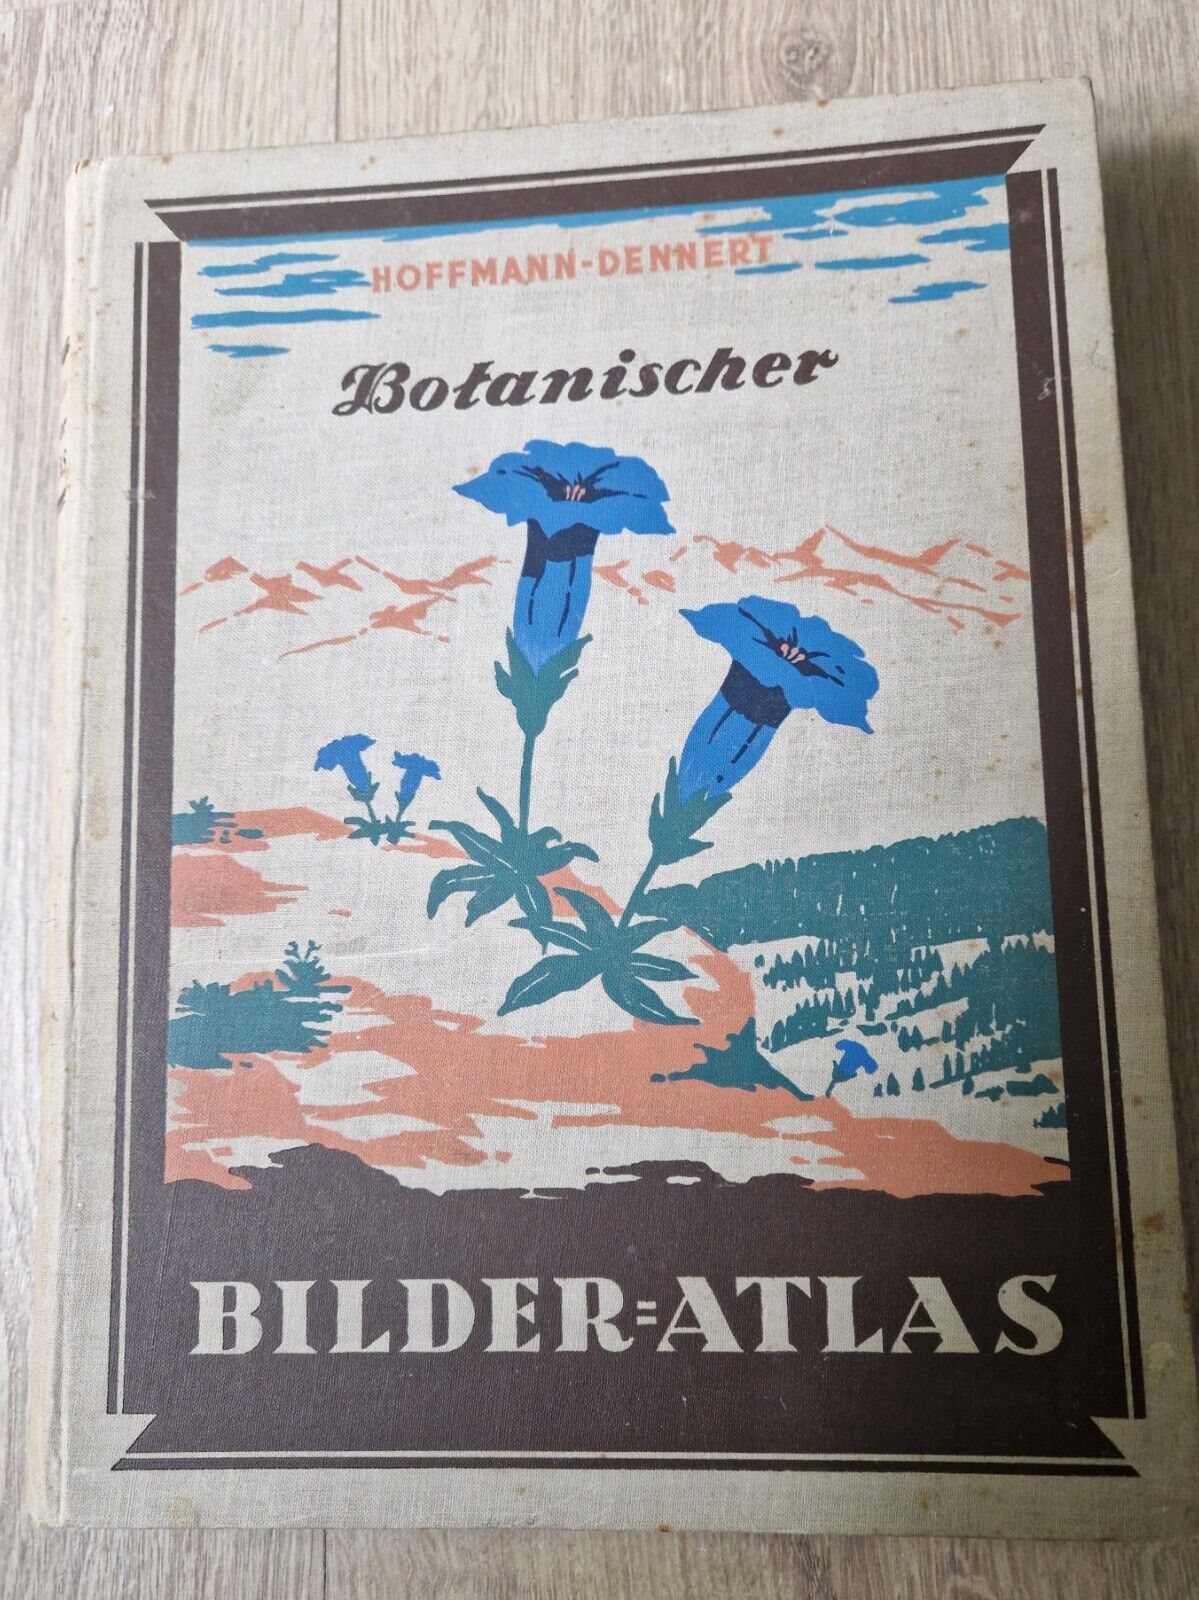 HOFFMANN-DENNERT
Botanischer
BILDER=ATLAS